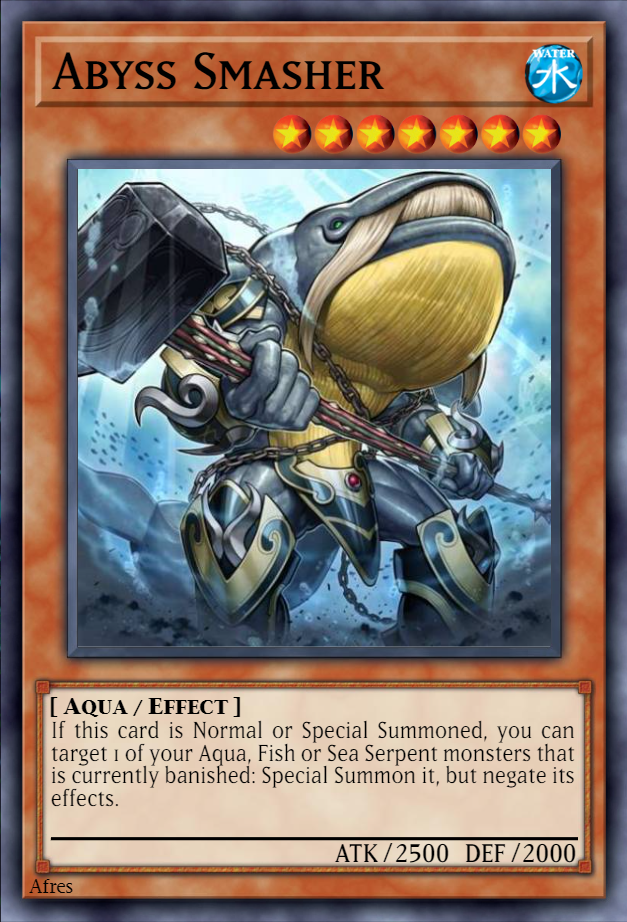 Abyss Smasher
WATER
水
[ Aqua / Effect ]
If this card is Normal or Special Summoned, you can
target 1 of your Aqua, Fish or Sea Serpent monsters that
is currently banished: Special Summon it, but negate its
effects.
ATK/2500 DEF/2000
Afres